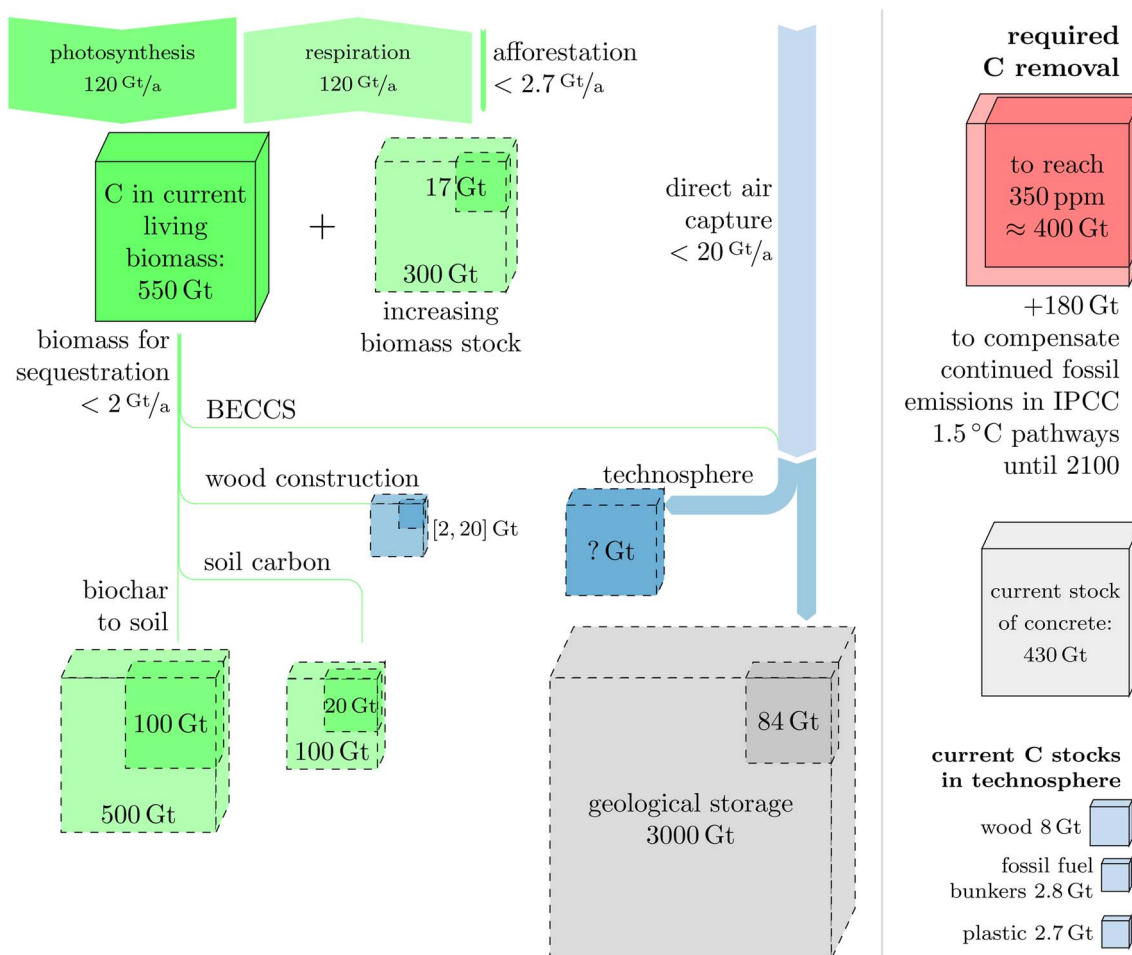 photosynthesis
120 Gt/a
respiration
120 Gt/a
afforestation
< 2.7 Gt/a
C in current
living
biomass:
550 Gt
+
17 Gt
300 Gt
increasing
biomass stock
direct air
capture
< 20 Gt/a
biomass for
sequestration
< 2 Gt/a
BECCS
wood construction
[2, 20] Gt
technosphere
? Gt
soil carbon
biochar
to soil
100 Gt
500 Gt
20 Gt
100 Gt
84 Gt
geological storage
3000 Gt
required
C removal
to reach
350 ppm
≈ 400 Gt
+180 Gt
to compensate
continued fossil
emissions in IPCC
1.5 °C pathways
until 2100
current stock
of concrete:
430 Gt
current C stocks
in technosphere
wood 8 Gt
fossil fuel
bunkers 2.8 Gt
plastic 2.7 Gt